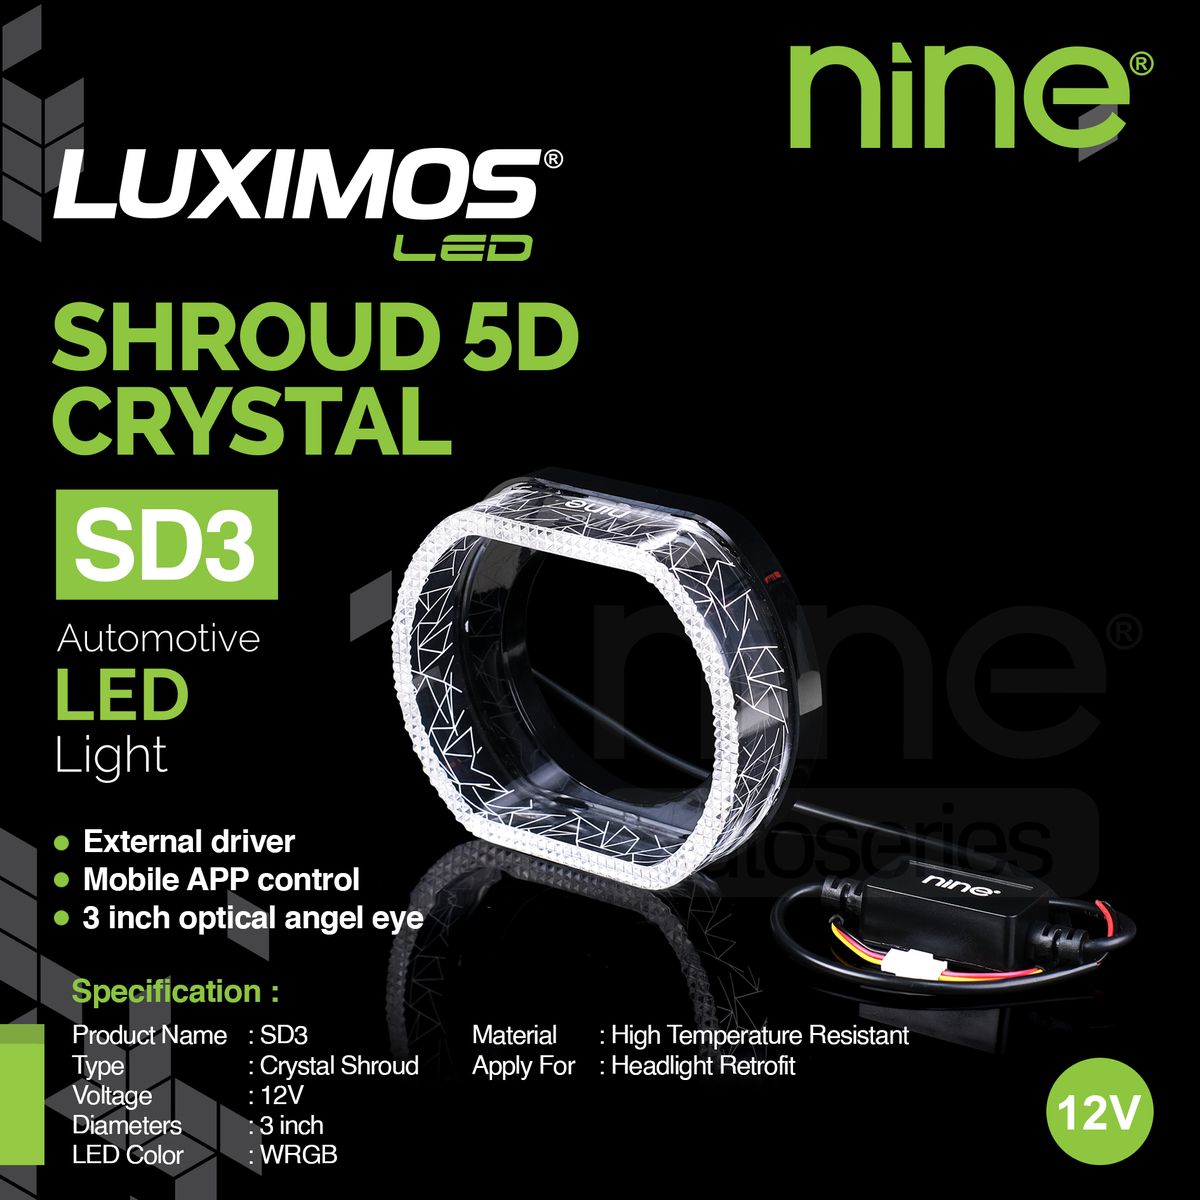 nine®
LUXIMOS®
LED
SHROUD 5D
CRYSTAL
SD3
Automotive
LED
Light
nine
nine®
autoseries
nine®
• External driver
• Mobile APP control
• 3 inch optical angel eye
Specification :
Product Name : SD3
Type : Crystal Shroud
Voltage : 12V
Diameters : 3 inch
LED Color : WRGB
Material : High Temperature Resistant
Apply For : Headlight Retrofit
12V